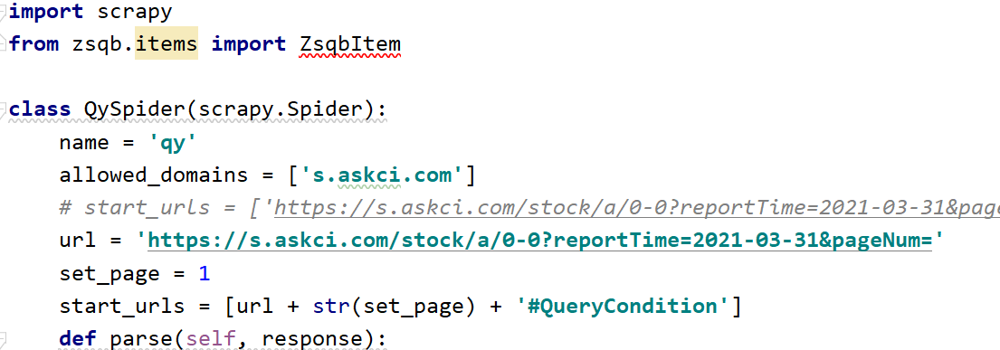 import scrapy
from zsqb.items import ZsqbItem
class QySpider(scrapy.Spider):
    name = 'qy'
    allowed_domains = ['s.askci.com']
    # start_urls = ['https://s.askci.com/stock/a/0-0?reportTime=2021-03-31&page
    url = 'https://s.askci.com/stock/a/0-0?reportTime=2021-03-31&pageNum='
    set_page = 1
    start_urls = [url + str(set_page) + '#QueryCondition']
    def parse(self, response):